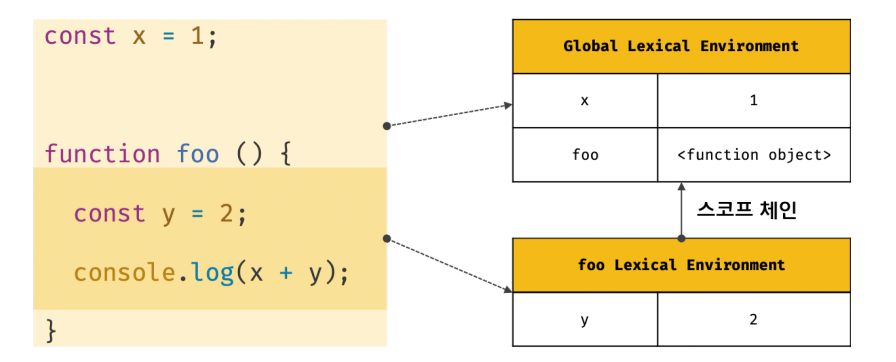 const x = 1;
function foo () {
const y = 2;
console.log(x + y);
}
Global Lexical Environment
x 1
foo <function object>
스코프 체인
foo Lexical Environment
y 2